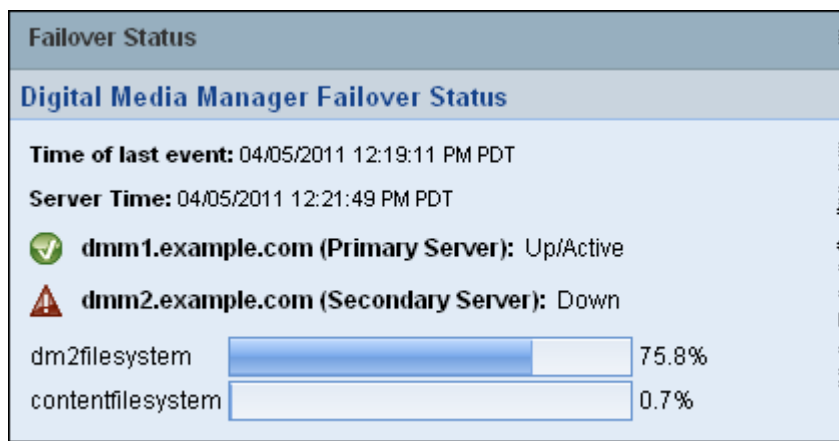 Failover Status
Digital Media Manager Failover Status
Time of last event: 04/05/2011 12:19:11 PM PDT
Server Time: 04/05/2011 12:21:49 PM PDT
dmm1.example.com (Primary Server): Up/Active
dmm2.example.com (Secondary Server): Down
dm2filesystem 75.8%
contentfilesystem 0.7%